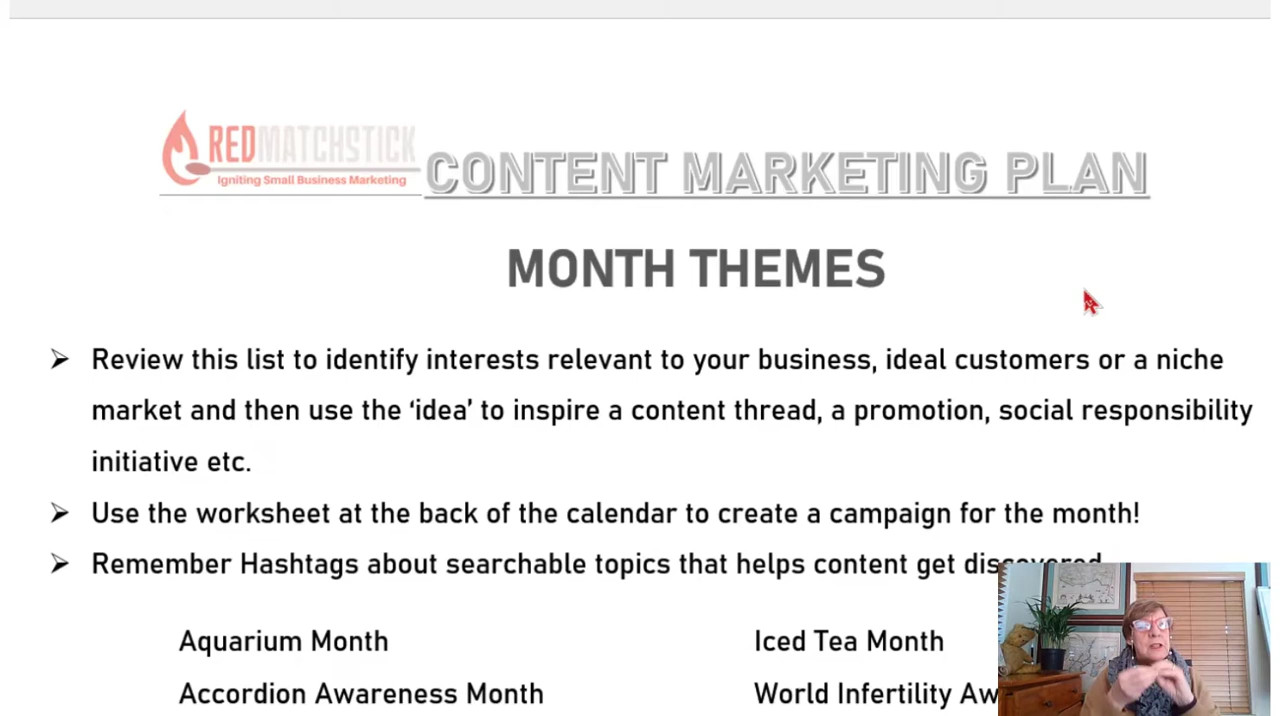 REDMATCHSTICK
Igniting Small Business Marketing
CONTENT MARKETING PLAN
MONTH THEMES
Review this list to identify interests relevant to your business, ideal customers or a niche
market and then use the ‘idea’ to inspire a content thread, a promotion, social responsibility
initiative etc.
Use the worksheet at the back of the calendar to create a campaign for the month!
Remember Hashtags about searchable topics that helps content get discovered
Aquarium Month
Iced Tea Month
Accordion Awareness Month
World Infertility Aw